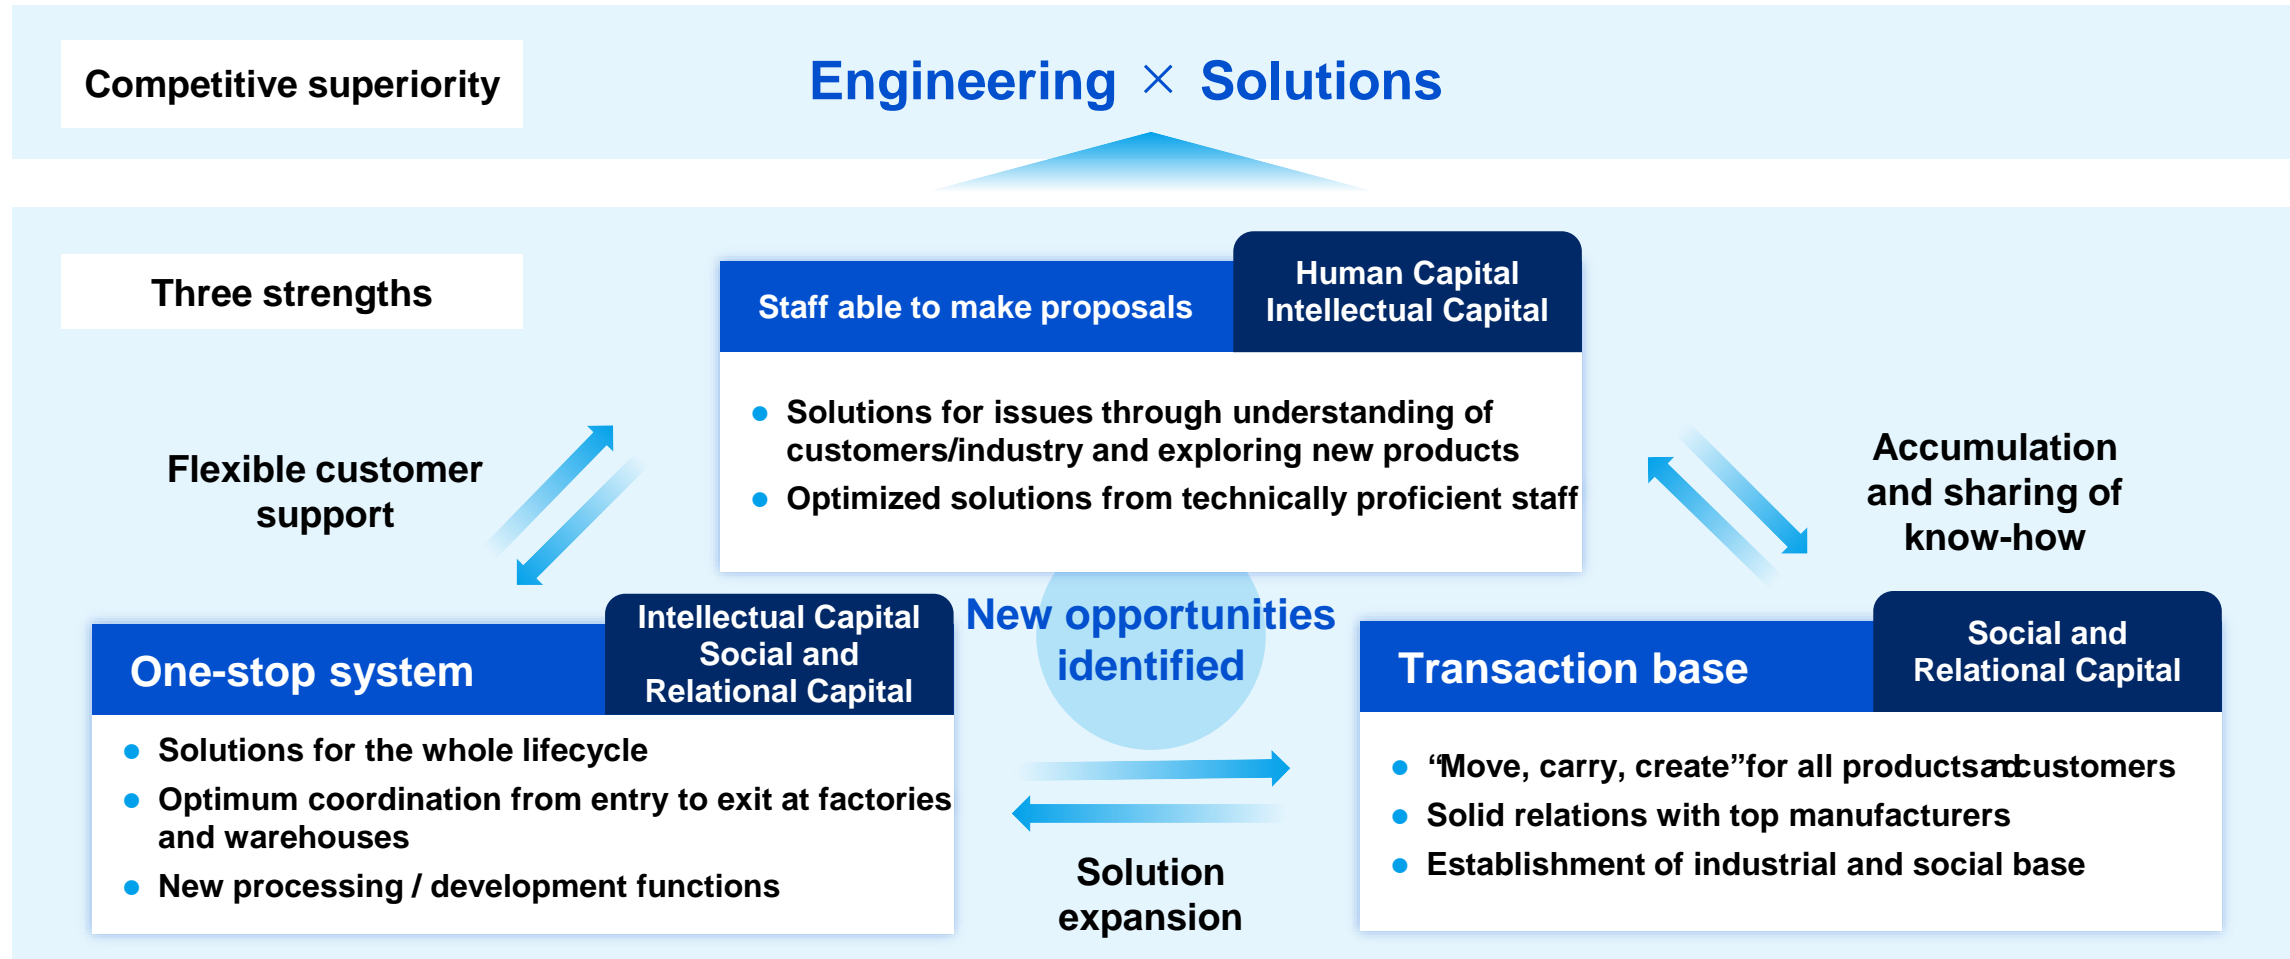 Competitive superiority
Engineering × Solutions
Three strengths
Staff able to make proposals
Human Capital
Intellectual Capital
● Solutions for issues through understanding of
customers/industry and exploring new products
● Optimized solutions from technically proficient staff
Flexible customer
support
Accumulation
and sharing of
know-how
New opportunities
identified
One-stop system
Intellectual Capital
Social and
Relational Capital
● Solutions for the whole lifecycle
● Optimum coordination from entry to exit at factories
and warehouses
● New processing / development functions
Transaction base
Social and
Relational Capital
● “Move, carry, create” for all products and customers
● Solid relations with top manufacturers
● Establishment of industrial and social base
Solution
expansion